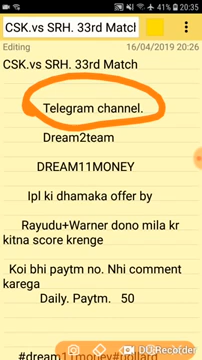 41% 20:35
CSK.vs SRH. 33rd Match
Editing 16/04/2019 20:26
CSK.vs SRH. 33rd Match
Telegram channel.
Dream2team
DREAM11MONEY
Ipl ki dhamaka offer by
Rayudu+Warner dono mila kr
kitna score krenge
Koi bhi paytm no. Nhi comment
karega
Daily. Paytm. 50
#dream11money#pollard
DU Recorder